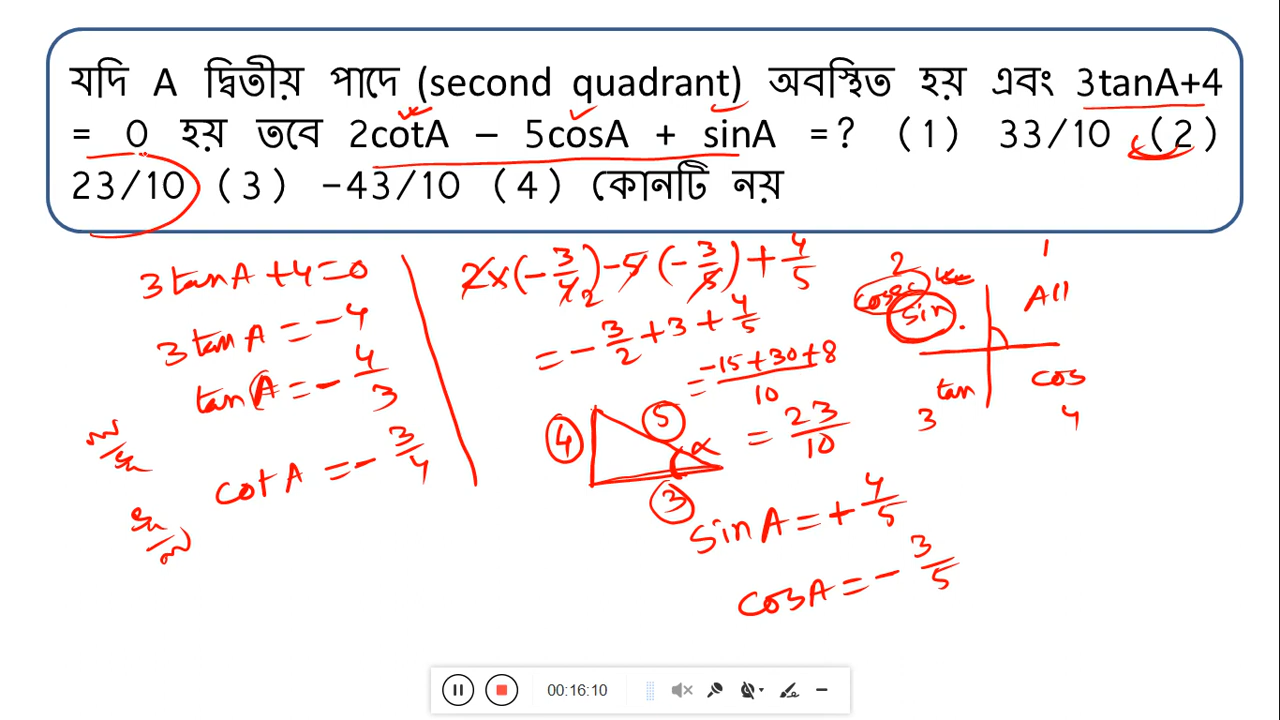 যদি A দ্বিতীয় পাদে (second quadrant) অবস্থিত হয় এবং 3tanA+4
= 0 হয় তবে 2cotA – 5cosA + sinA =? (1) 33/10 (2)
23/10 (3) -43/10 (4) কোনটি নয়
3tanA+4=0
3tanA=-4
tanA=-4/3
cotA=-3/4
2×(-3/4)-5(-3/5)+4/5
2
=-3/2+3+4/5
=-15+30+8/10
=23/10
4
5
α
3
sinA=+4/5
cosA=-3/5
2
1
cosec
sin
All
tan
cos
3
4
00:16:10